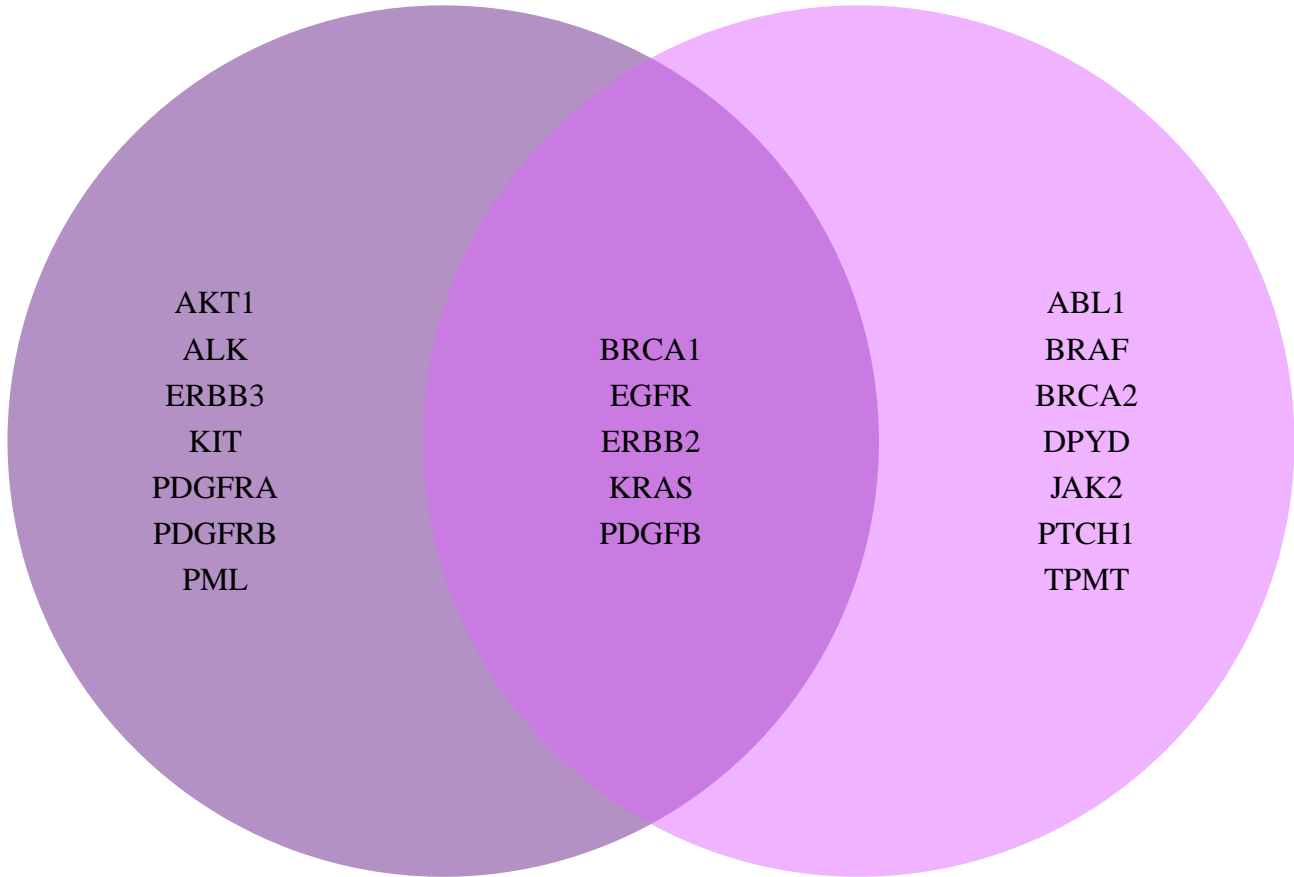 AKT1
ALK
ERBB3
KIT
PDGFRA
PDGFRB
PML
BRCA1
EGFR
ERBB2
KRAS
PDGFB
ABL1
BRAF
BRCA2
DPYD
JAK2
PTCH1
TPMT